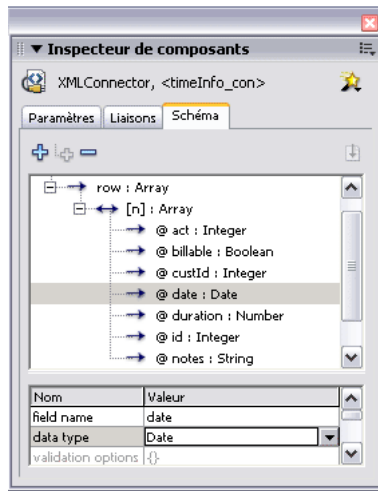 Inspecteur de composants
XMLConnector, <timeInfo_con>
Paramètres Liaisons Schéma
row : Array
[n] : Array
@ act : Integer
@ billable : Boolean
@ custId : Integer
@ date : Date
@ duration : Number
@ id : Integer
@ notes : String
Nom Valeur
field name date
data type Date
validation options {}